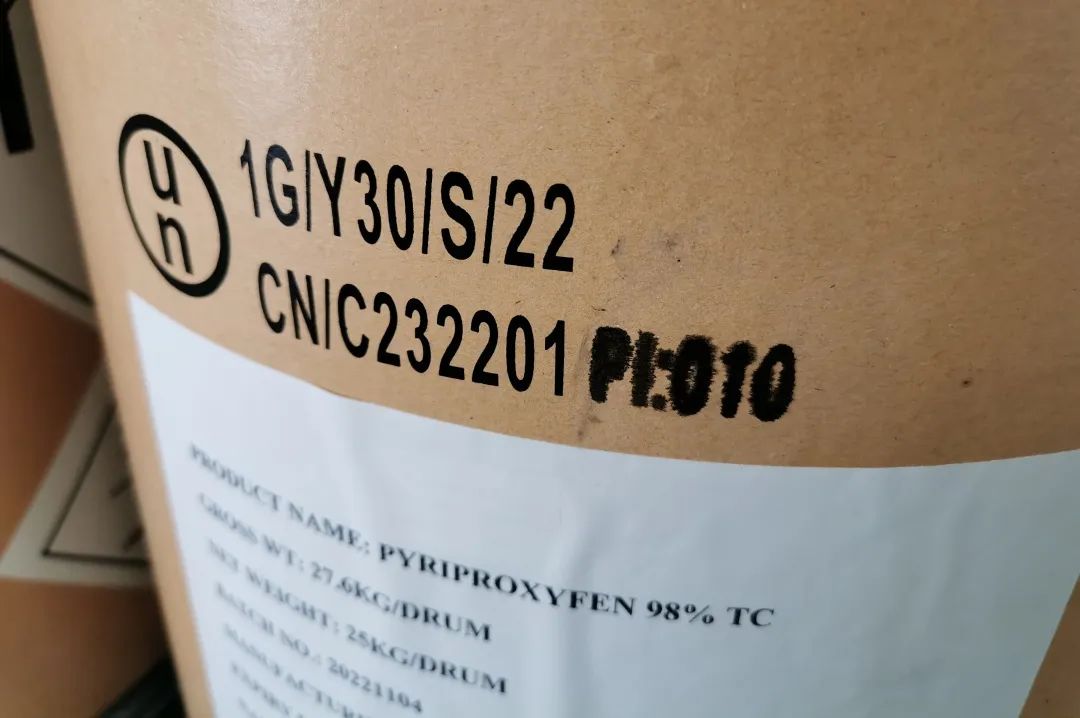 un
1G/Y30/S/22
CN/C232201 PI:010
PRODUCT NAME: PYRIPROXYFEN 98% TC
GROSS WT: 27.6KG/DRUM
NET WEIGHT: 25KG/DRUM
BATCH NO.: 20221104